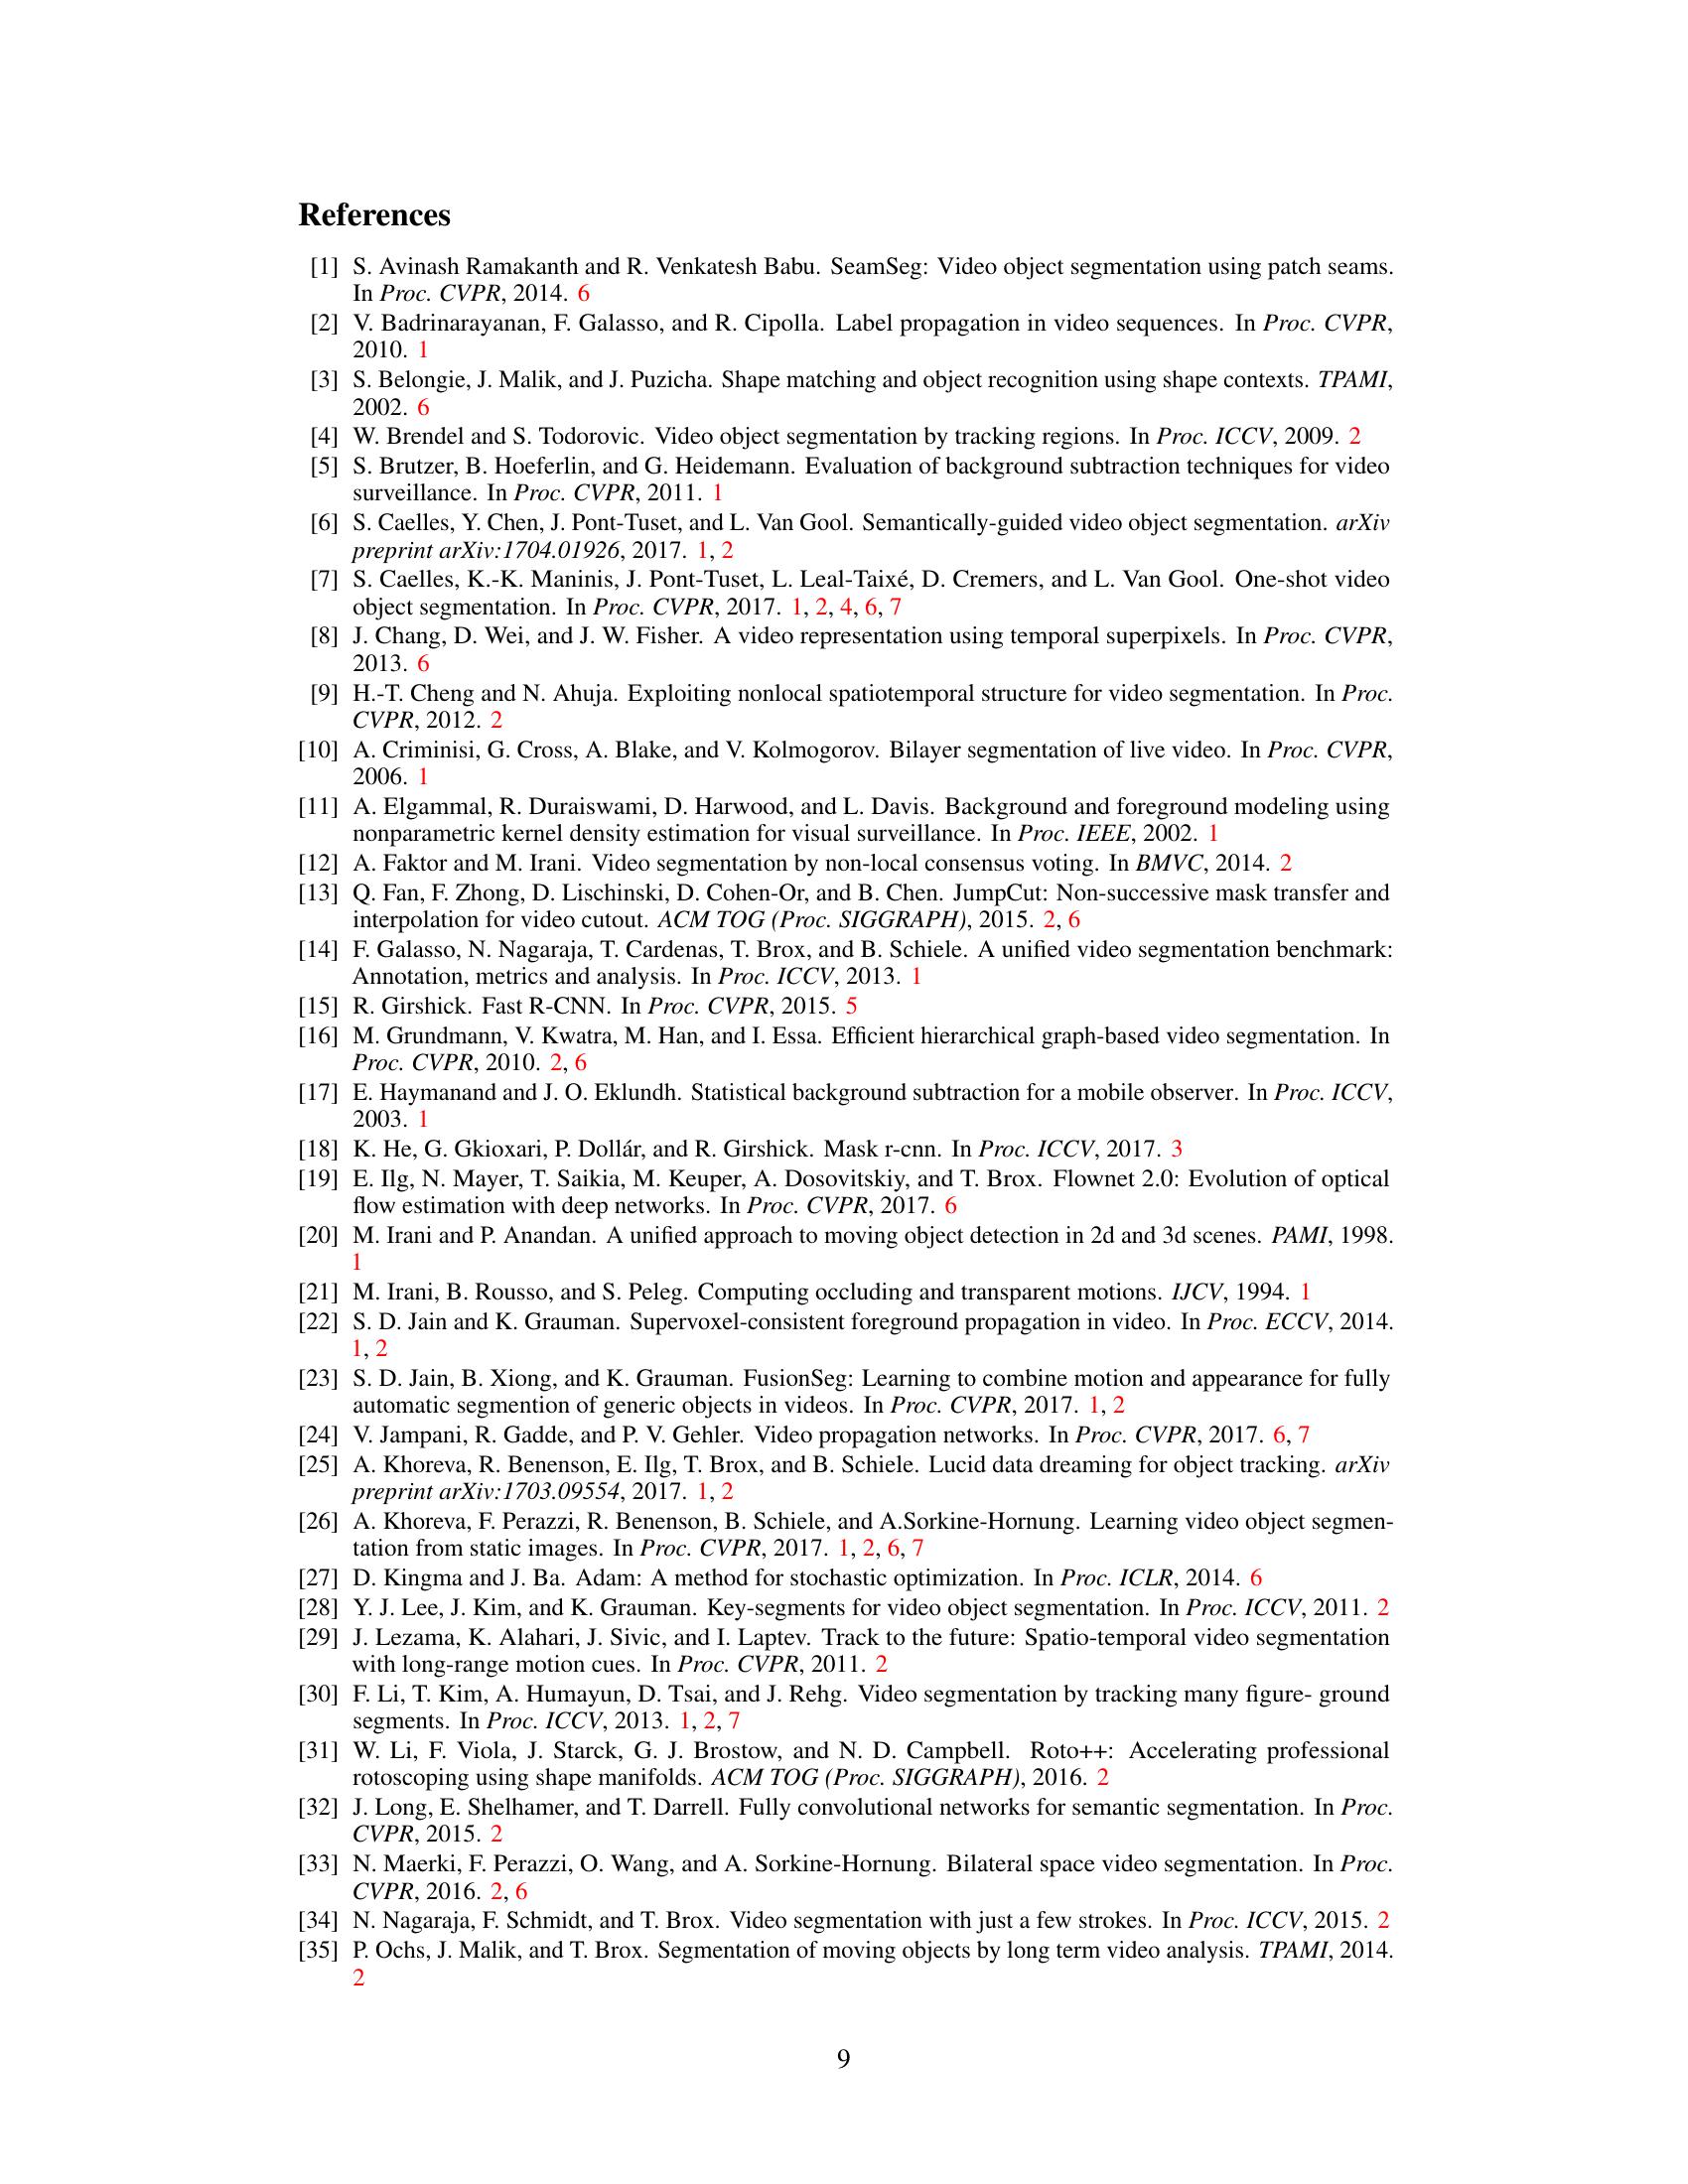 References
[1] S. Avinash Ramakanth and R. Venkatesh Babu. SeamSeg: Video object segmentation using patch seams.
In Proc. CVPR, 2014. 6
[2] V. Badrinarayanan, F. Galasso, and R. Cipolla. Label propagation in video sequences. In Proc. CVPR,
2010. 1
[3] S. Belongie, J. Malik, and J. Puzicha. Shape matching and object recognition using shape contexts. TPAMI,
2002. 6
[4] W. Brendel and S. Todorovic. Video object segmentation by tracking regions. In Proc. ICCV, 2009. 2
[5] S. Brutzer, B. Hoeferlin, and G. Heidemann. Evaluation of background subtraction techniques for video
surveillance. In Proc. CVPR, 2011. 1
[6] S. Caelles, Y. Chen, J. Pont-Tuset, and L. Van Gool. Semantically-guided video object segmentation. arXiv
preprint arXiv:1704.01926, 2017. 1, 2
[7] S. Caelles, K.-K. Maninis, J. Pont-Tuset, L. Leal-Taixé, D. Cremers, and L. Van Gool. One-shot video
object segmentation. In Proc. CVPR, 2017. 1, 2, 4, 6, 7
[8] J. Chang, D. Wei, and J. W. Fisher. A video representation using temporal superpixels. In Proc. CVPR,
2013. 6
[9] H.-T. Cheng and N. Ahuja. Exploiting nonlocal spatiotemporal structure for video segmentation. In Proc.
CVPR, 2012. 2
[10] A. Criminisi, G. Cross, A. Blake, and V. Kolmogorov. Bilayer segmentation of live video. In Proc. CVPR,
2006. 1
[11] A. Elgammal, R. Duraiswami, D. Harwood, and L. Davis. Background and foreground modeling using
nonparametric kernel density estimation for visual surveillance. In Proc. IEEE, 2002. 1
[12] A. Faktor and M. Irani. Video segmentation by non-local consensus voting. In BMVC, 2014. 2
[13] Q. Fan, F. Zhong, D. Lischinski, D. Cohen-Or, and B. Chen. JumpCut: Non-successive mask transfer and
interpolation for video cutout. ACM TOG (Proc. SIGGRAPH), 2015. 2, 6
[14] F. Galasso, N. Nagaraja, T. Cardenas, T. Brox, and B. Schiele. A unified video segmentation benchmark:
Annotation, metrics and analysis. In Proc. ICCV, 2013. 1
[15] R. Girshick. Fast R-CNN. In Proc. CVPR, 2015. 5
[16] M. Grundmann, V. Kwatra, M. Han, and I. Essa. Efficient hierarchical graph-based video segmentation. In
Proc. CVPR, 2010. 2, 6
[17] E. Haymanand and J. O. Eklundh. Statistical background subtraction for a mobile observer. In Proc. ICCV,
2003. 1
[18] K. He, G. Gkioxari, P. Dollár, and R. Girshick. Mask r-cnn. In Proc. ICCV, 2017. 3
[19] E. Ilg, N. Mayer, T. Saikia, M. Keuper, A. Dosovitskiy, and T. Brox. Flownet 2.0: Evolution of optical
flow estimation with deep networks. In Proc. CVPR, 2017. 6
[20] M. Irani and P. Anandan. A unified approach to moving object detection in 2d and 3d scenes. PAMI, 1998.
1
[21] M. Irani, B. Rousso, and S. Peleg. Computing occluding and transparent motions. IJCV, 1994. 1
[22] S. D. Jain and K. Grauman. Supervoxel-consistent foreground propagation in video. In Proc. ECCV, 2014.
1, 2
[23] S. D. Jain, B. Xiong, and K. Grauman. FusionSeg: Learning to combine motion and appearance for fully
automatic segmention of generic objects in videos. In Proc. CVPR, 2017. 1, 2
[24] V. Jampani, R. Gadde, and P. V. Gehler. Video propagation networks. In Proc. CVPR, 2017. 6, 7
[25] A. Khoreva, R. Benenson, E. Ilg, T. Brox, and B. Schiele. Lucid data dreaming for object tracking. arXiv
preprint arXiv:1703.09554, 2017. 1, 2
[26] A. Khoreva, F. Perazzi, R. Benenson, B. Schiele, and A.Sorkine-Hornung. Learning video object segmen-
tation from static images. In Proc. CVPR, 2017. 1, 2, 6, 7
[27] D. Kingma and J. Ba. Adam: A method for stochastic optimization. In Proc. ICLR, 2014. 6
[28] Y. J. Lee, J. Kim, and K. Grauman. Key-segments for video object segmentation. In Proc. ICCV, 2011. 2
[29] J. Lezama, K. Alahari, J. Sivic, and I. Laptev. Track to the future: Spatio-temporal video segmentation
with long-range motion cues. In Proc. CVPR, 2011. 2
[30] F. Li, T. Kim, A. Humayun, D. Tsai, and J. Rehg. Video segmentation by tracking many figure- ground
segments. In Proc. ICCV, 2013. 1, 2, 7
[31] W. Li, F. Viola, J. Starck, G. J. Brostow, and N. D. Campbell. Roto++: Accelerating professional
rotoscoping using shape manifolds. ACM TOG (Proc. SIGGRAPH), 2016. 2
[32] J. Long, E. Shelhamer, and T. Darrell. Fully convolutional networks for semantic segmentation. In Proc.
CVPR, 2015. 2
[33] N. Maerki, F. Perazzi, O. Wang, and A. Sorkine-Hornung. Bilateral space video segmentation. In Proc.
CVPR, 2016. 2, 6
[34] N. Nagaraja, F. Schmidt, and T. Brox. Video segmentation with just a few strokes. In Proc. ICCV, 2015. 2
[35] P. Ochs, J. Malik, and T. Brox. Segmentation of moving objects by long term video analysis. TPAMI, 2014.
2
9